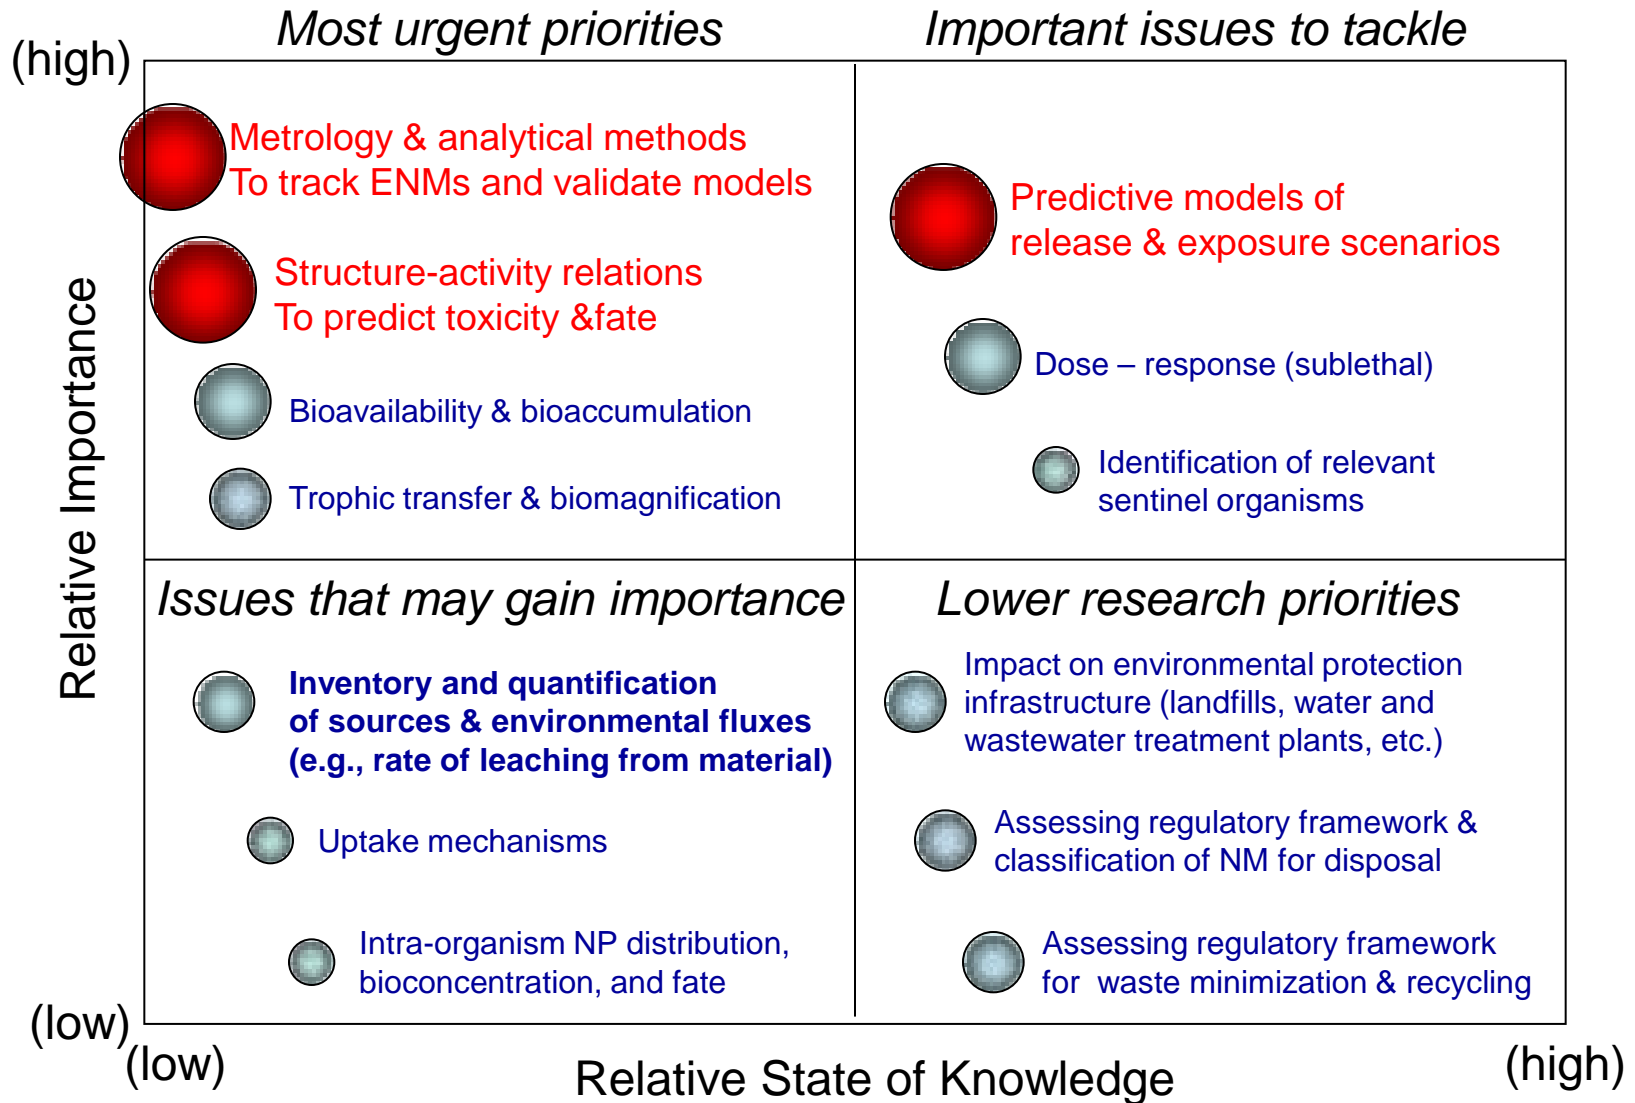 Most urgent priorities
Important issues to tackle
(high)
Metrology & analytical methods
To track ENMs and validate models
Predictive models of
release & exposure scenarios
Structure-activity relations
To predict toxicity &fate
Dose – response (sublethal)
Bioavailability & bioaccumulation
Identification of relevant
sentinel organisms
Trophic transfer & biomagnification
Relative Importance
Issues that may gain importance
Lower research priorities
Inventory and quantification
of sources & environmental fluxes
(e.g., rate of leaching from material)
Impact on environmental protection
infrastructure (landfills, water and
wastewater treatment plants, etc.)
Uptake mechanisms
Assessing regulatory framework &
classification of NM for disposal
Intra-organism NP distribution,
bioconcentration, and fate
Assessing regulatory framework
for waste minimization & recycling
(low)
(low)
Relative State of Knowledge
(high)